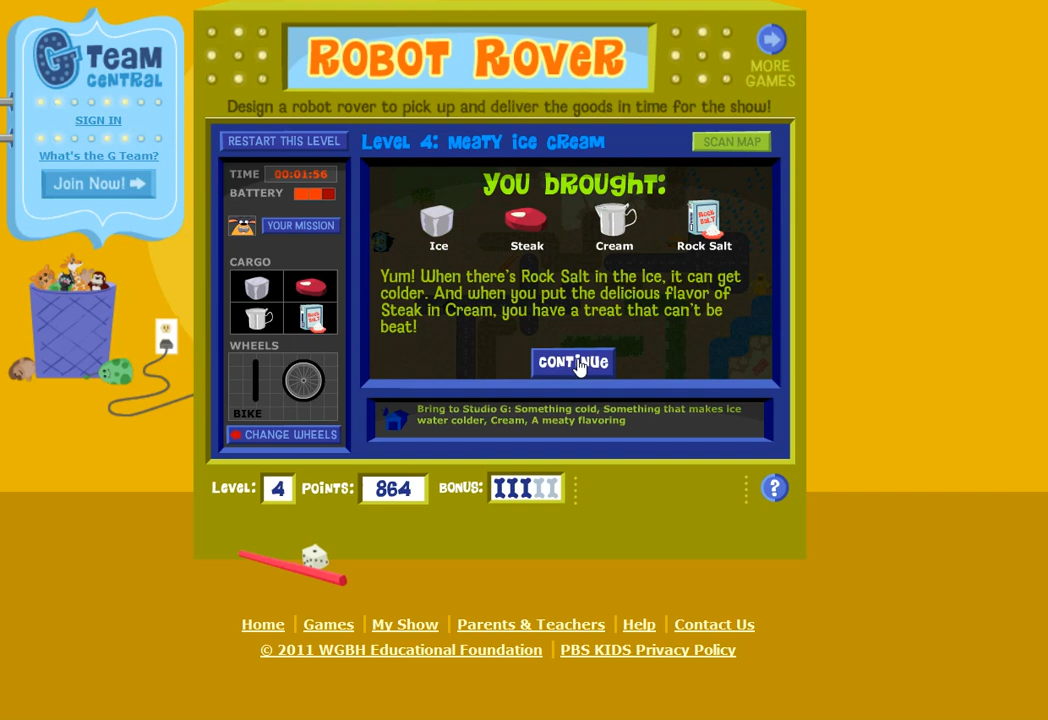 G TEAM CENTRAL
SIGN IN
What's the G Team?
Join Now!
ROBOT ROVER
MORE GAMES
Design a robot rover to pick up and deliver the goods in time for the show!
RESTART THIS LEVEL
Level 4: Meaty Ice Cream
SCAN MAP
TIME 00:01:56
BATTERY
YOUR MISSION
CARGO
WHEELS
BIKE
CHANGE WHEELS
YOU BROUGHT:
Ice Steak Cream Rock Salt
ROCK SALT
Yum! When there's Rock Salt in the Ice, it can get
colder. And when you put the delicious flavor of
Steak in Cream, you have a treat that can't be
beat!
CONTINUE
Bring to Studio G: Something cold, Something that makes ice
water colder, Cream, A meaty flavoring
LEVEL: 4 POINTS: 864 BONUS:
?
Home Games My Show Parents & Teachers Help Contact Us
© 2011 WGBH Educational Foundation PBS KIDS Privacy Policy